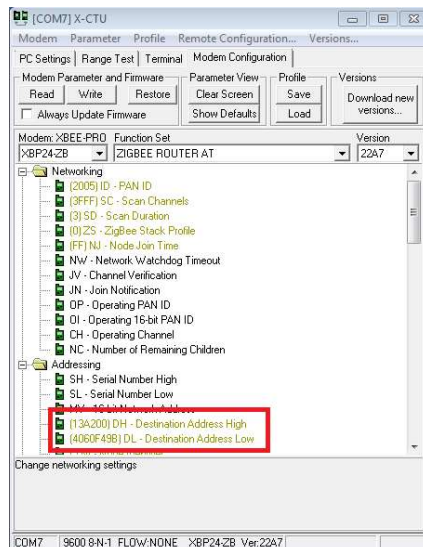 [COM7] X-CTU
Modem Parameter Profile Remote Configuration... Versions...
PC Settings Range Test Terminal Modem Configuration
Modem Parameter and Firmware Parameter View Profile Versions
Read Write Restore Clear Screen Save Download new versions...
Always Update Firmware Show Defaults Load
Modem: XBEE-PRO Function Set Version
XBP24-ZB ZIGBEE ROUTER AT 22A7
Networking
(2005) ID - PAN ID
(3FFF) SC - Scan Channels
(3) SD - Scan Duration
(0) ZS - ZigBee Stack Profile
(FF) NJ - Node Join Time
NW - Network Watchdog Timeout
JV - Channel Verification
JN - Join Notification
OP - Operating PAN ID
OI - Operating 16-bit PAN ID
CH - Operating Channel
NC - Number of Remaining Children
Addressing
SH - Serial Number High
SL - Serial Number Low
(13A200) DH - Destination Address High
(4060F49B) DL - Destination Address Low
Change networking settings
COM7 9600 8-N-1 FLOW:NONE XBP24-ZB Ver:22A7